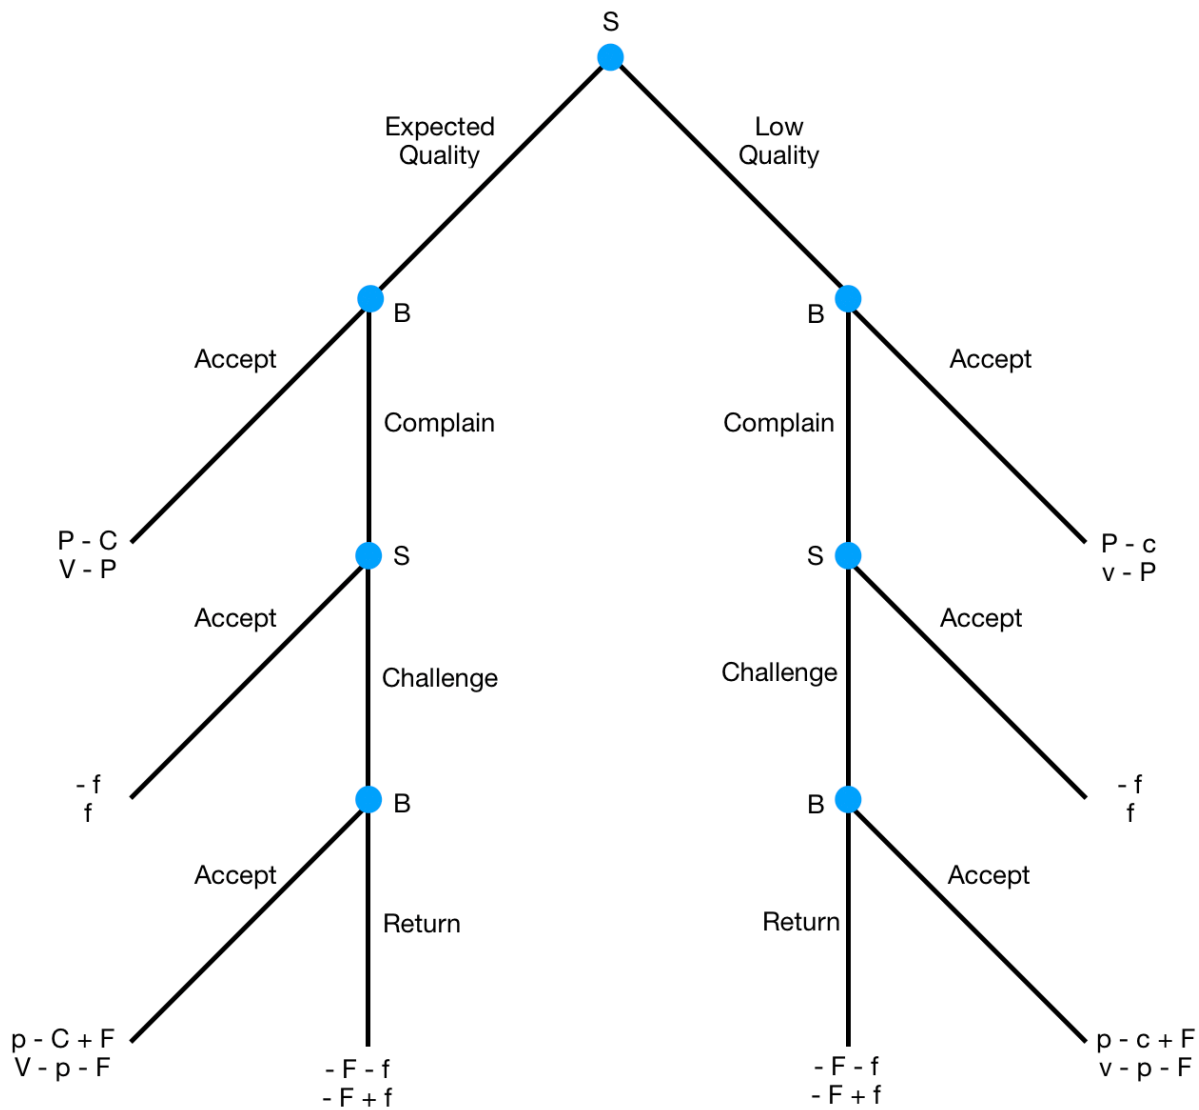 S
Expected
Quality
Low
Quality
B
B
Accept
Accept
Complain
Complain
P - C
V - P
S
S
P - c
v - P
Accept
Accept
Challenge
Challenge
- f
f
B
B
- f
f
Accept
Accept
Return
Return
p - C + F
V - p - F
- F - f
- F + f
- F - f
- F + f
p - c + F
v - p - F